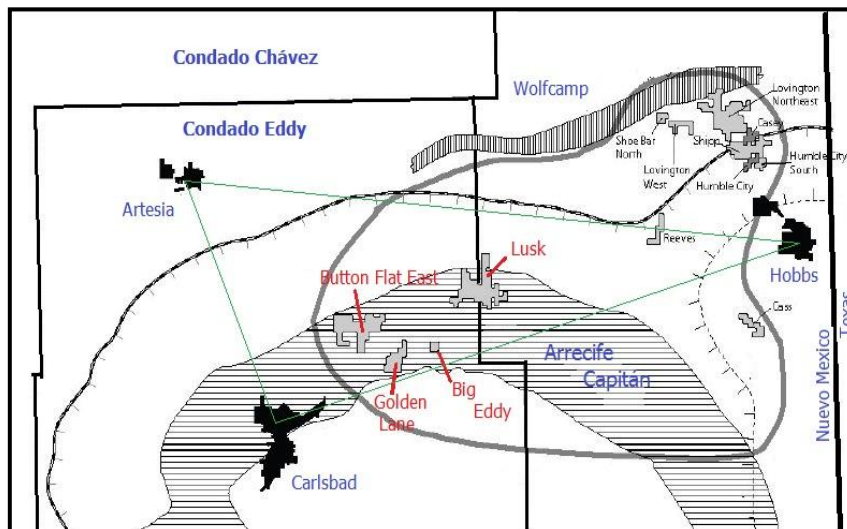 Condado Chávez
Wolfcamp
Lovington
Northeast
Casey
Condado Eddy
Shoe Bar
North
Shipp
Lovington
West
Humble City
South
Humble City
Artesia
Reeves
Lusk
Button Flat East
Hobbs
Cass
Arrecife
Capitán
Big
Eddy
Golden
Lane
Carlsbad
Nuevo Mexico
Texas